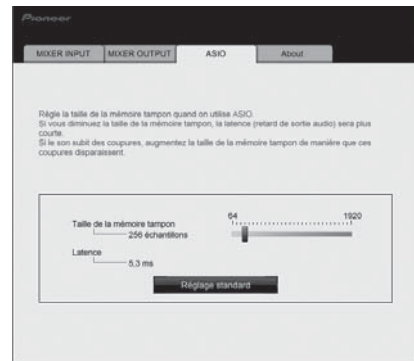 Pioneer
MIXER INPUT MIXER OUTPUT ASIO About
Règle la taille de la mémoire tampon quand on utilise ASIO.
Si vous diminuez la taille de la mémoire tampon, la latence (retard de sortie audio) sera plus
courte.
Si le son subit des coupures, augmentez la taille de la mémoire tampon de manière que ces
coupures disparaissent.
64 1920
Taille de la mémoire tampon
256 échantillons
Latence
5,3 ms
Réglage standard